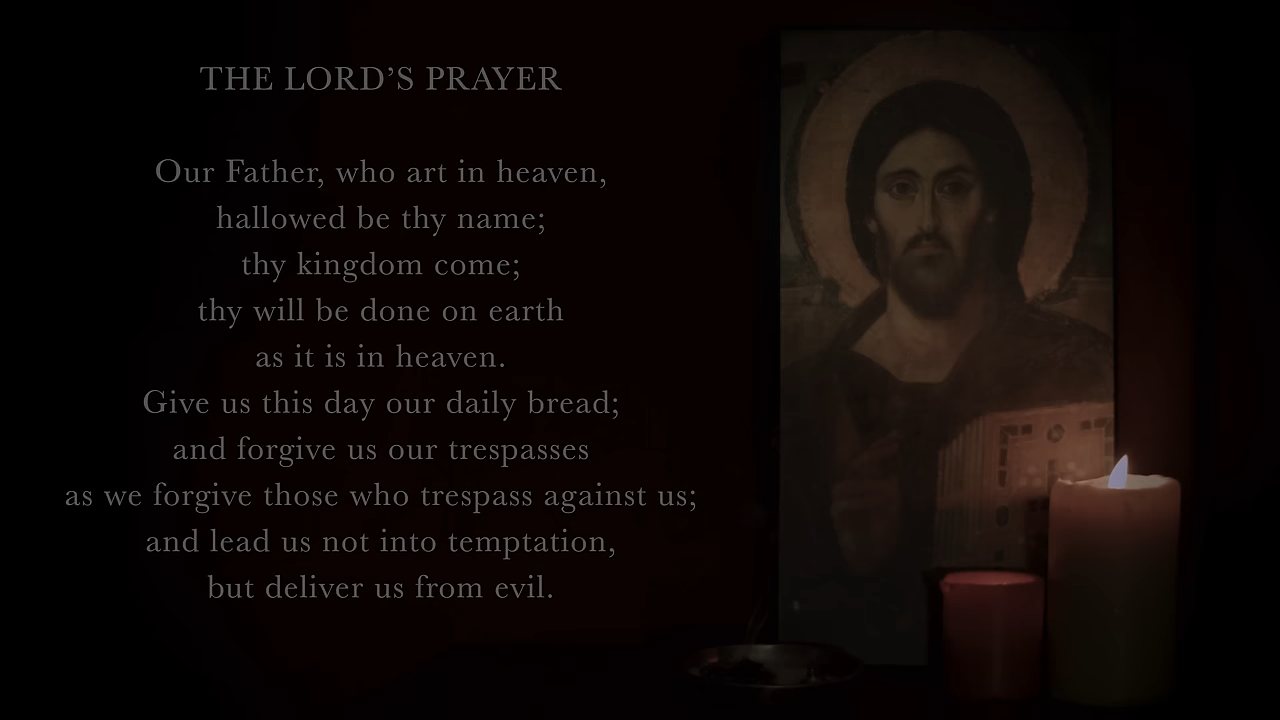 THE LORD’S PRAYER
Our Father, who art in heaven,
hallowed be thy name;
thy kingdom come;
thy will be done on earth
as it is in heaven.
Give us this day our daily bread;
and forgive us our trespasses
as we forgive those who trespass against us;
and lead us not into temptation,
but deliver us from evil.